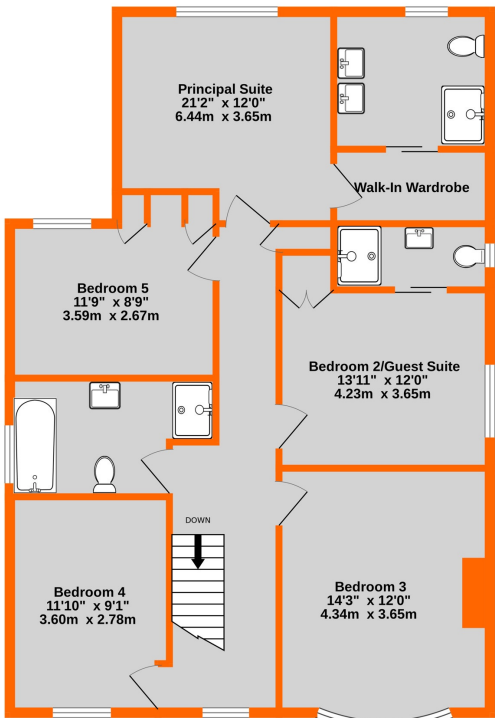 Principal Suite
21'2" x 12'0"
6.44m x 3.65m
Walk-In Wardrobe
Bedroom 5
11'9" x 8'9"
3.59m x 2.67m
Bedroom 2/Guest Suite
13'11" x 12'0"
4.23m x 3.65m
DOWN
Bedroom 4
11'10" x 9'1"
3.60m x 2.78m
Bedroom 3
14'3" x 12'0"
4.34m x 3.65m